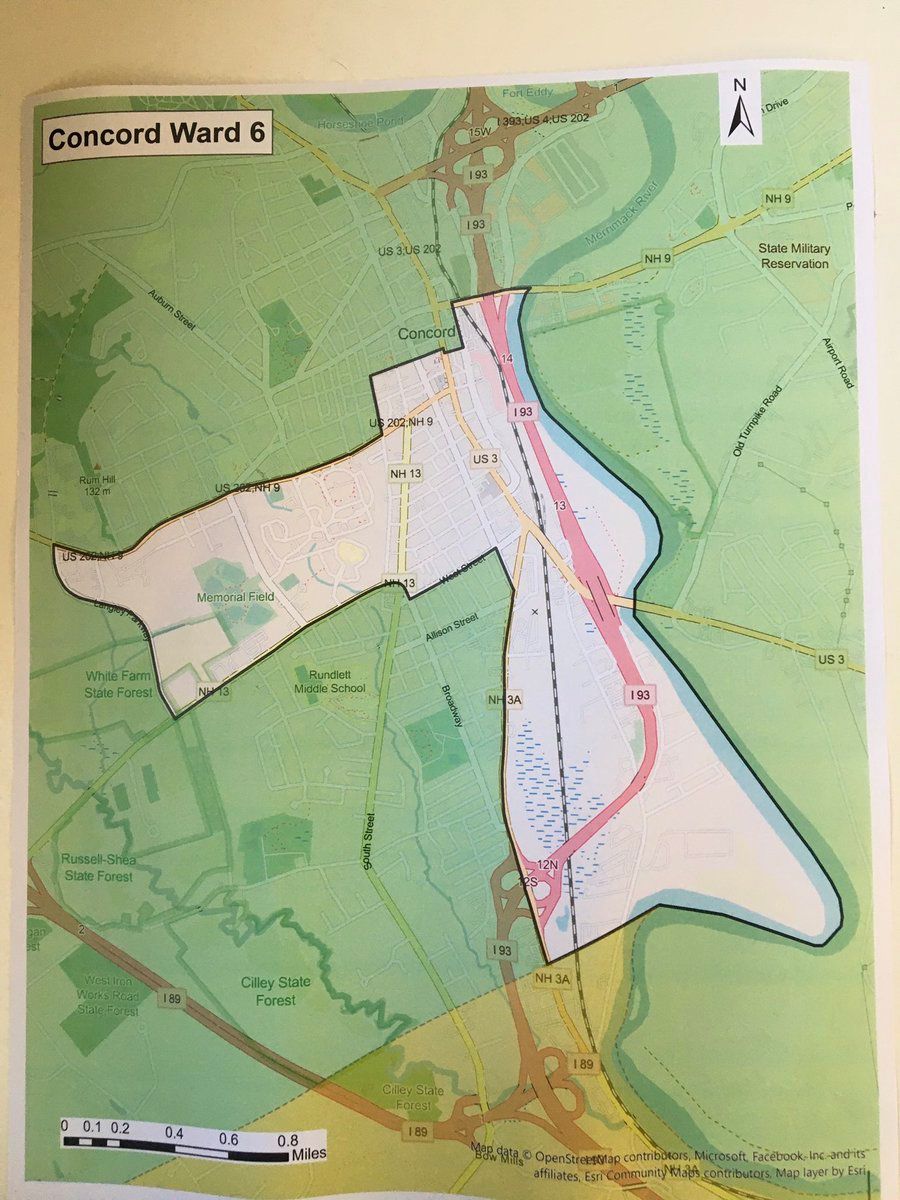 Concord Ward 6
N
Fort Eddy
Horseshoe Pond
15W
I 393;US 4;US 202
n Drive
I 93
NH 9
I 93
Merrimack River
US 3;US 202
NH 9
State Military
Reservation
Auburn Street
Concord
14
Airport Road
I 93
US 202;NH 9
Old Turnpike Road
US 3
NH 13
Rum Hill
132 m
US 202;NH 9
13
US 202;NH 9
West Street
NH 13
Memorial Field
Langley Parkway
Allison Street
US 3
White Farm
State Forest
NH 13
Rundlett
Middle School
Broadway
NH 3A
I 93
South Street
Russell-Shea
State Forest
12N
12S
2
I 93
NH 3A
West Iron
Works Road
State Forest
I 89
Cilley State
Forest
I 89
Cilley State
Forest
I 89
0 0.1 0.2 0.4 0.6 0.8
Miles
Bow Mills
NH 3A
Map data © OpenStreetMap contributors, Microsoft, Facebook, Inc. and its
affiliates, Esri Community Maps contributors, Map layer by Esri